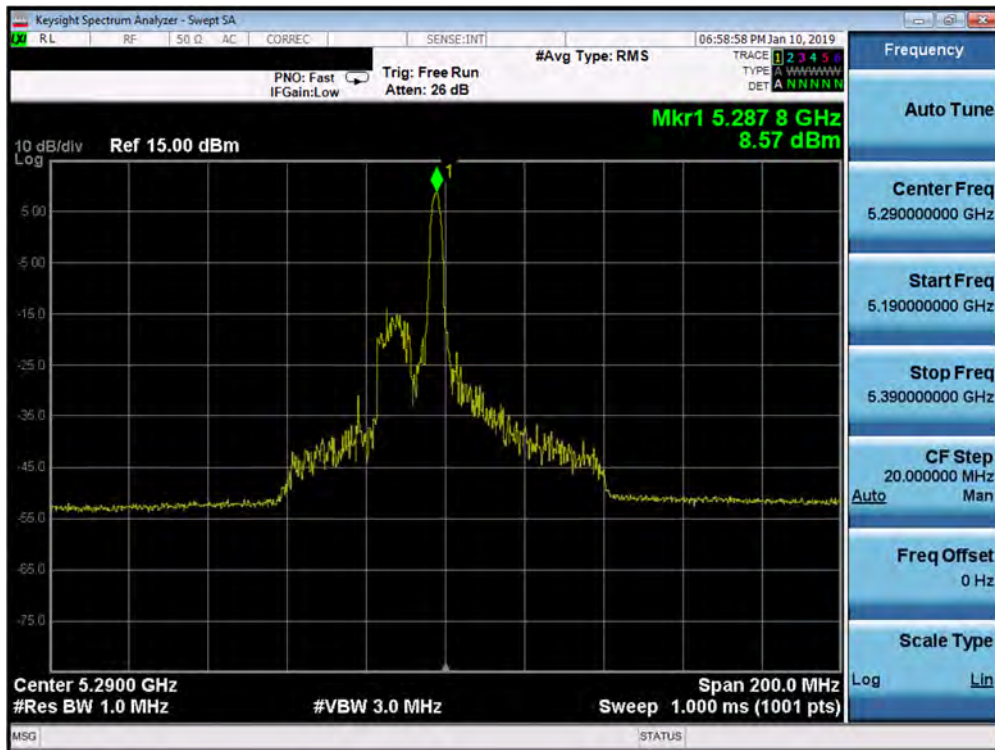 Keysight Spectrum Analyzer - Swept SA
LXI RL RF 50 Ω AC CORREC SENSE:INT 06:58:58 PM Jan 10, 2019
#Avg Type: RMS TRACE 1 2 3 4 5 6
PNO: Fast Trig: Free Run TYPE A WWWWW
IFGain:Low Atten: 26 dB DET A N N N N N
Mkr1 5.287 8 GHz
8.57 dBm
10 dB/div Ref 15.00 dBm
Log
1
5.00
-5.00
-15.0
-25.0
-35.0
-45.0
-55.0
-65.0
-75.0
Center 5.2900 GHz Span 200.0 MHz
#Res BW 1.0 MHz #VBW 3.0 MHz Sweep 1.000 ms (1001 pts)
MSG STATUS
Frequency
Auto Tune
Center Freq
5.290000000 GHz
Start Freq
5.190000000 GHz
Stop Freq
5.390000000 GHz
CF Step
20.000000 MHz
Auto Man
Freq Offset
0 Hz
Scale Type
Log Lin